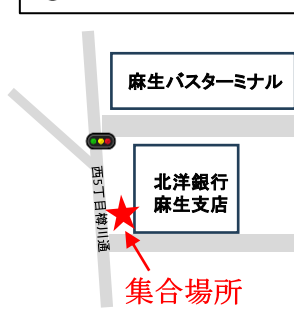 麻生バスターミナル
北洋銀行
麻生支店
西5丁目樽川通
集合場所